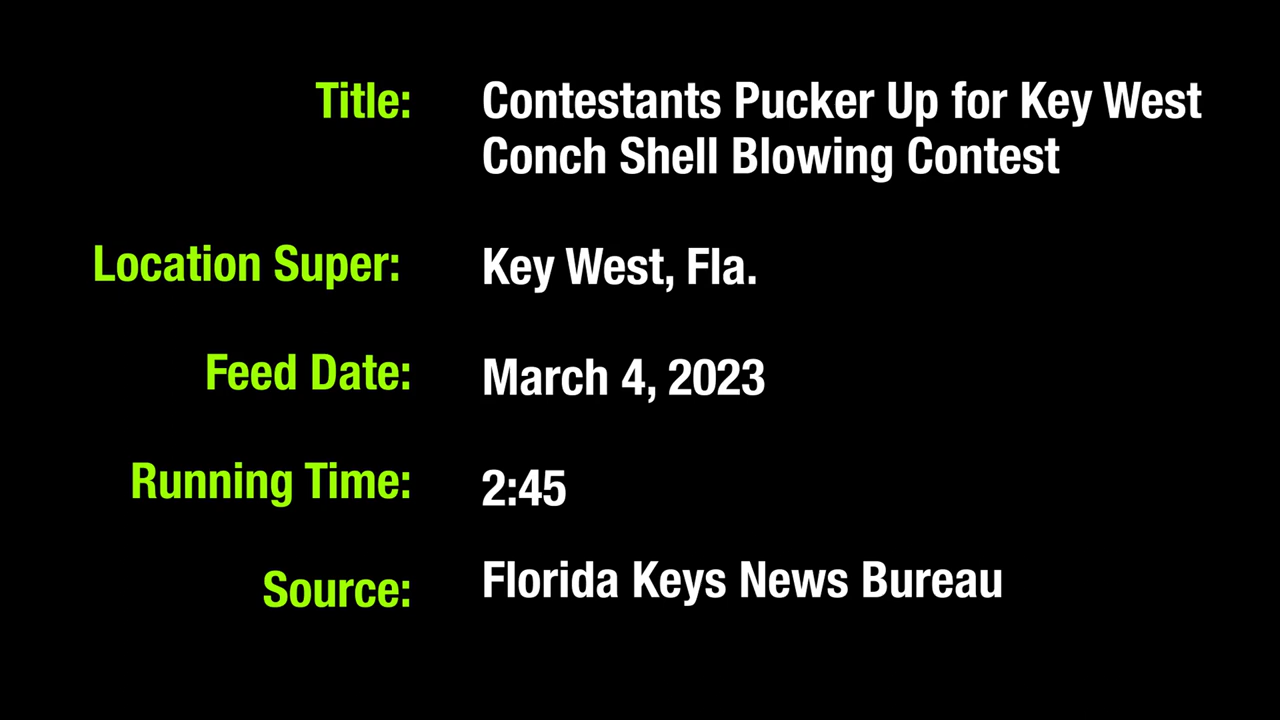 Title: Contestants Pucker Up for Key West
Conch Shell Blowing Contest
Location Super: Key West, Fla.
Feed Date: March 4, 2023
Running Time: 2:45
Source: Florida Keys News Bureau